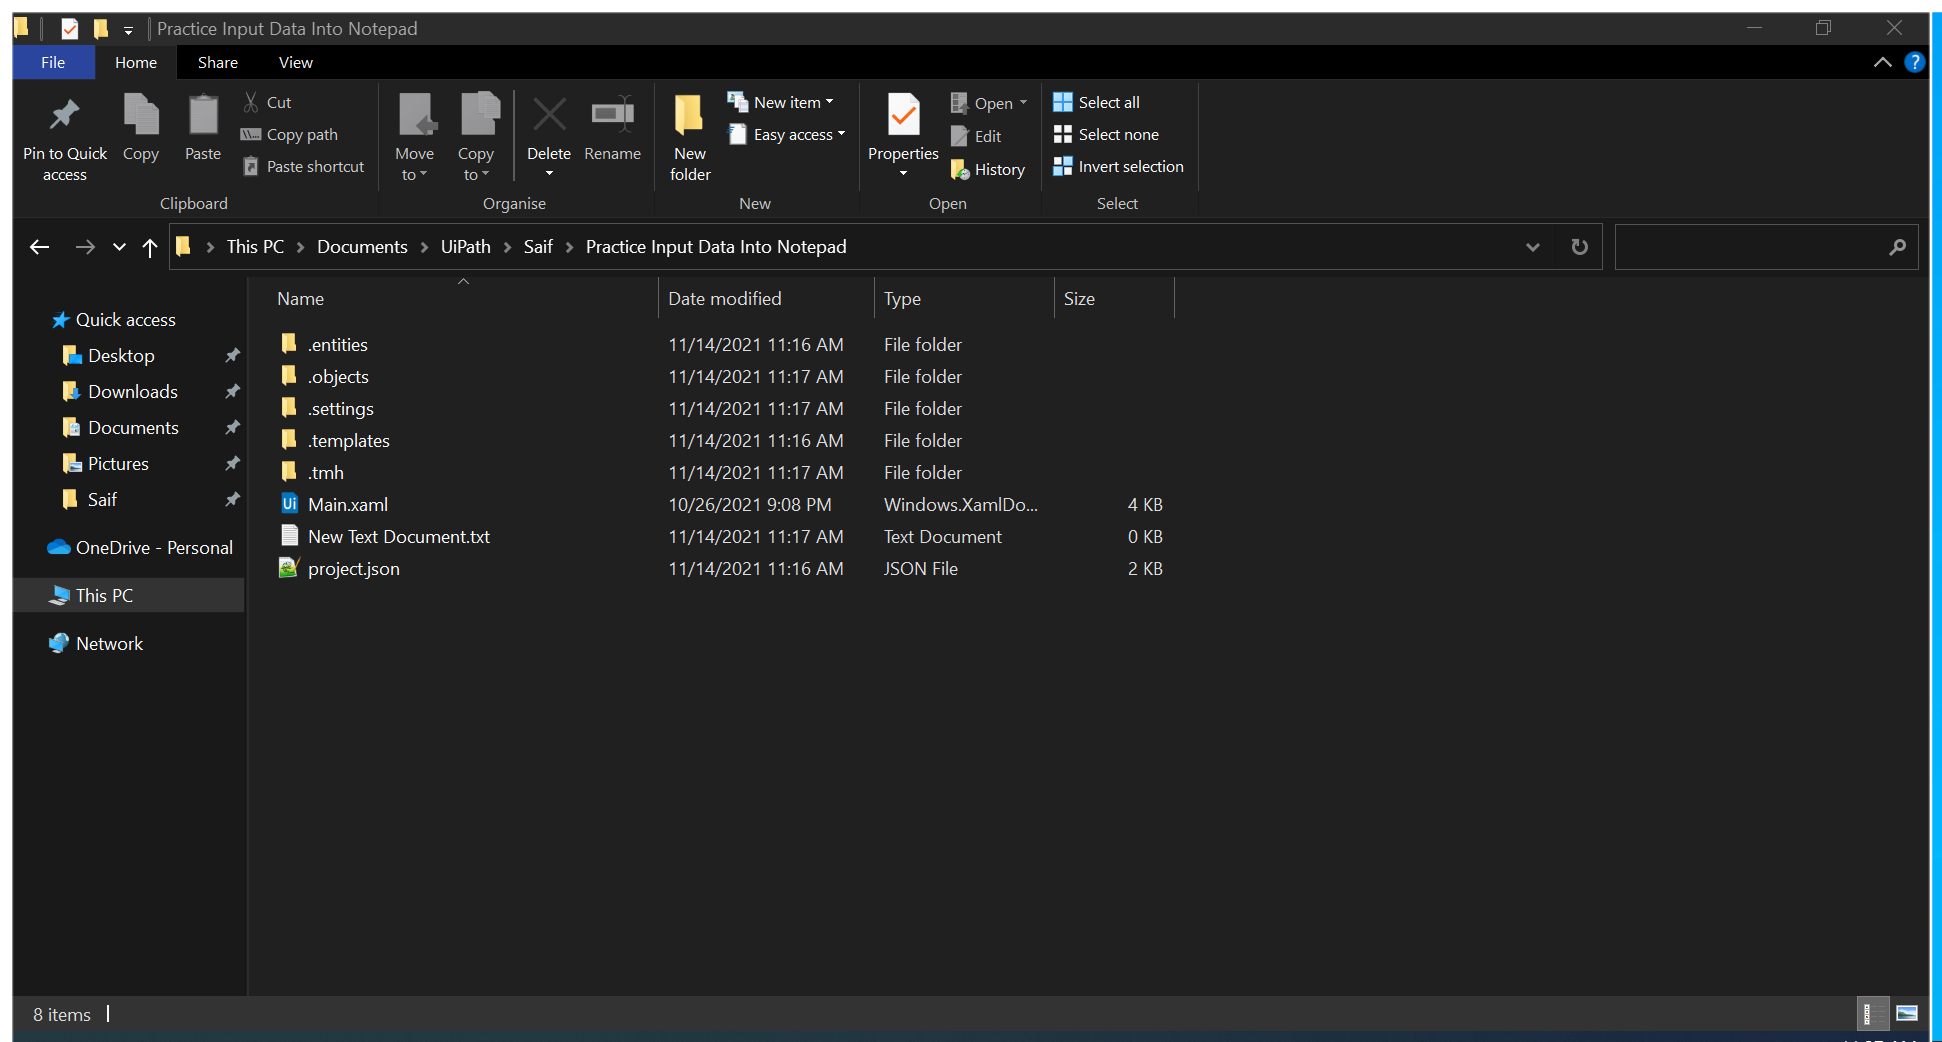 Practice Input Data Into Notepad
File Home Share View
Pin to Quick access
Copy
Paste
Cut
Copy path
Paste shortcut
Clipboard
Move to
Copy to
Delete
Rename
Organise
New folder
New item
Easy access
New
Properties
Open
Edit
History
Open
Select all
Select none
Invert selection
Select
This PC > Documents > UiPath > Saif > Practice Input Data Into Notepad
Quick access
Desktop
Downloads
Documents
Pictures
Saif
OneDrive - Personal
This PC
Network
Name Date modified Type Size
.entities 11/14/2021 11:16 AM File folder
.objects 11/14/2021 11:17 AM File folder
.settings 11/14/2021 11:17 AM File folder
.templates 11/14/2021 11:16 AM File folder
.tmh 11/14/2021 11:17 AM File folder
Main.xaml 10/26/2021 9:08 PM Windows.XamlDo... 4 KB
New Text Document.txt 11/14/2021 11:17 AM Text Document 0 KB
project.json 11/14/2021 11:16 AM JSON File 2 KB
8 items